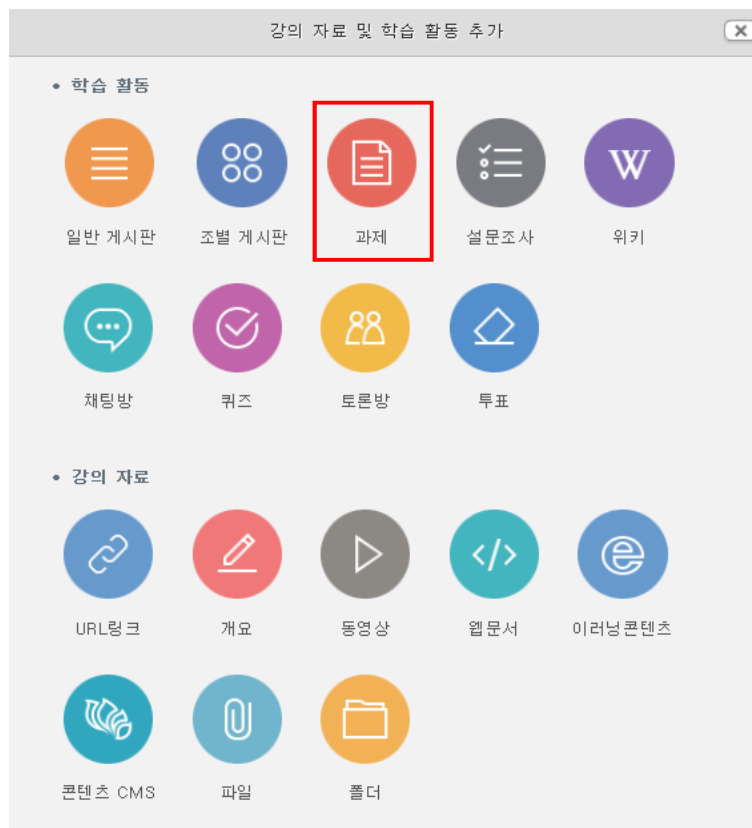 강의 자료 및 학습 활동 추가
• 학습 활동
W
일반 게시판 조별 게시판 과제 설문조사 위키
채팅방 퀴즈 토론방 투표
• 강의 자료
</> e
URL링크 개요 동영상 웹문서 이러닝콘텐츠
콘텐츠 CMS 파일 폴더